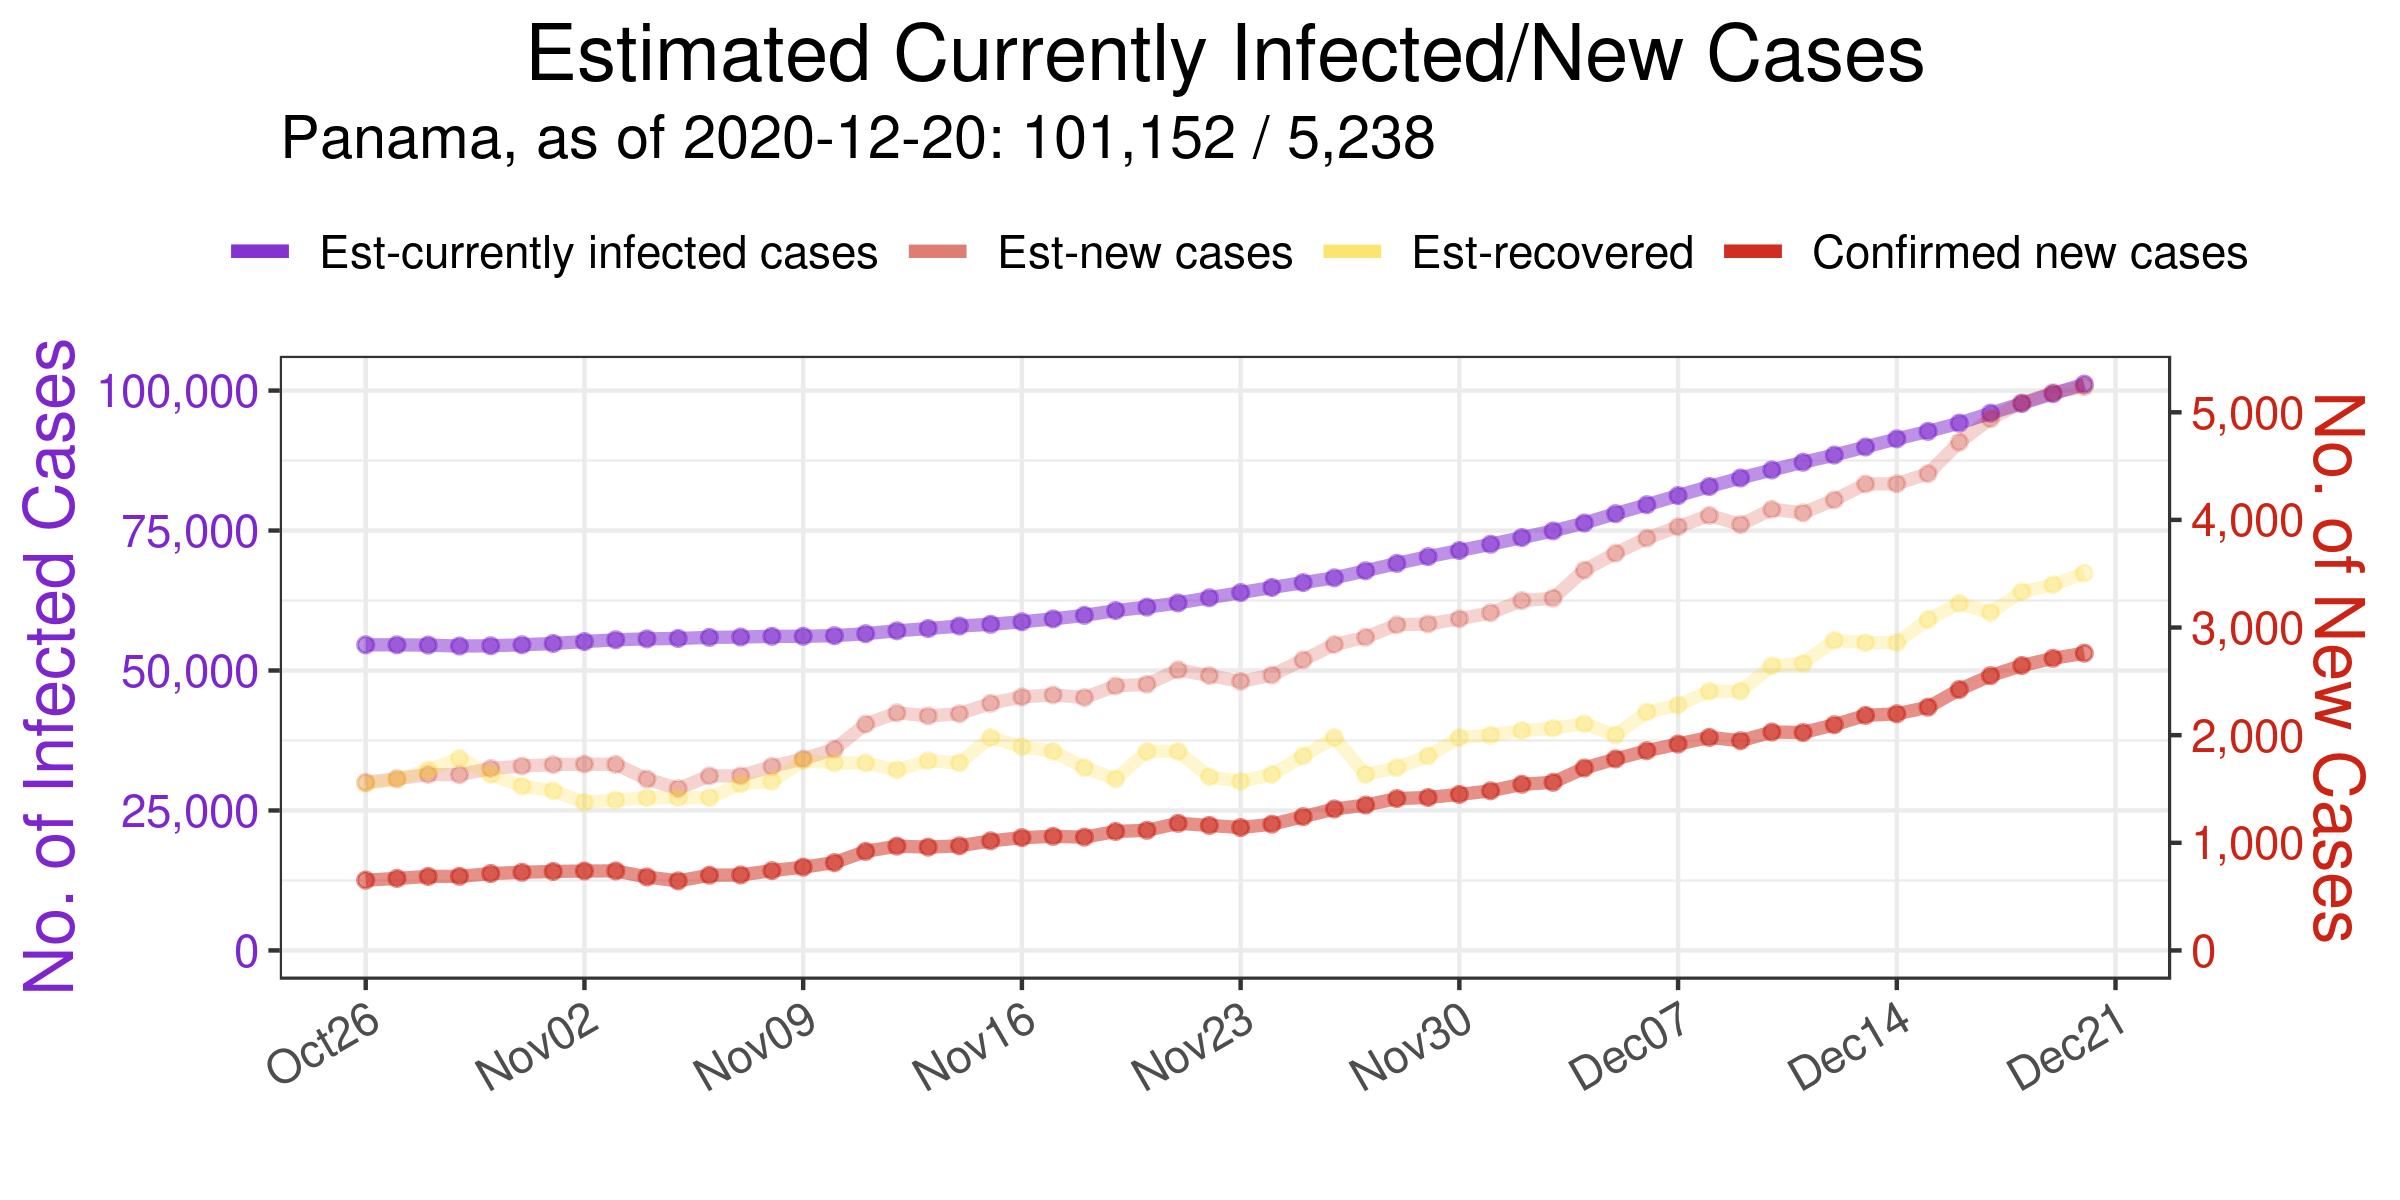 Estimated Currently Infected/New Cases
Panama, as of 2020-12-20: 101,152 / 5,238
Est-currently infected cases Est-new cases Est-recovered Confirmed new cases
No. of Infected Cases
100,000
75,000
50,000
25,000
0
5,000
4,000
3,000
2,000
1,000
0
No. of New Cases
Oct26 Nov02 Nov09 Nov16 Nov23 Nov30 Dec07 Dec14 Dec21